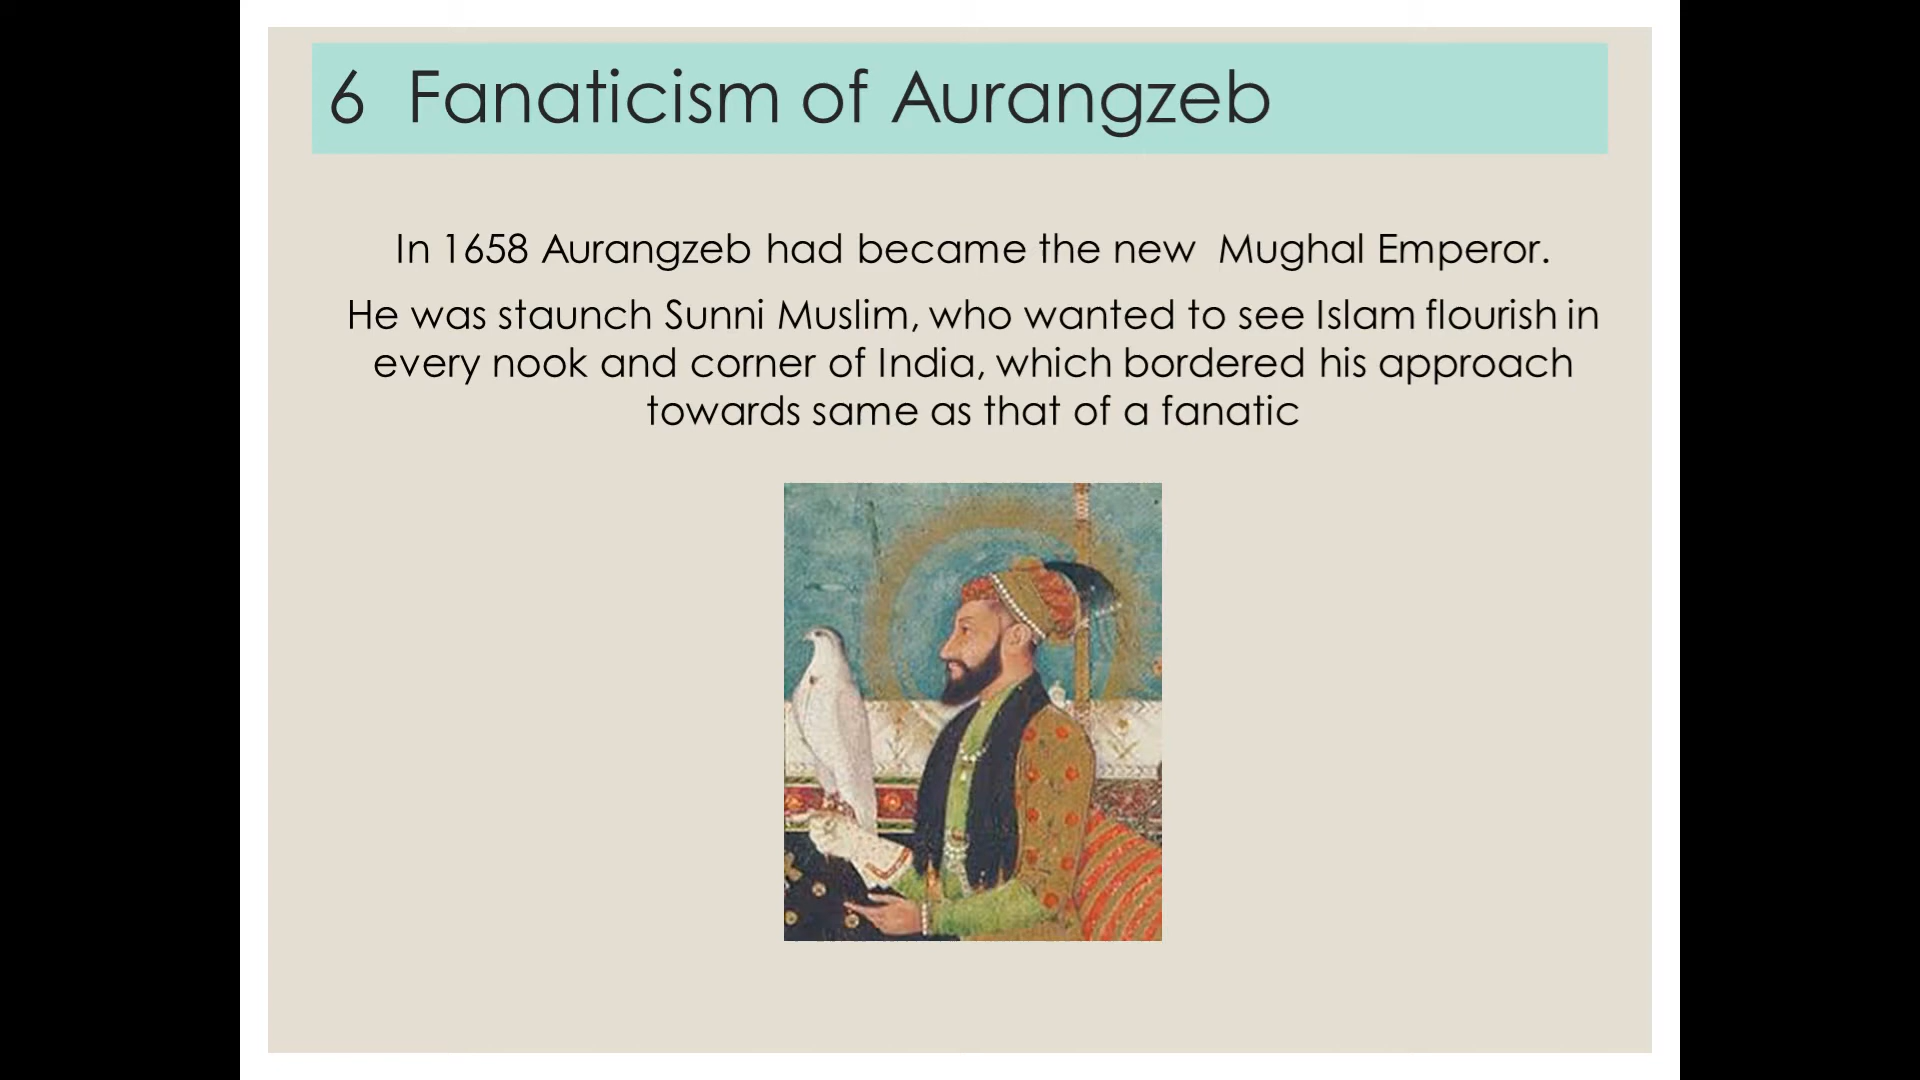 6 Fanaticism of Aurangzeb
In 1658 Aurangzeb had became the new Mughal Emperor.
He was staunch Sunni Muslim, who wanted to see Islam flourish in
every nook and corner of India, which bordered his approach
towards same as that of a fanatic